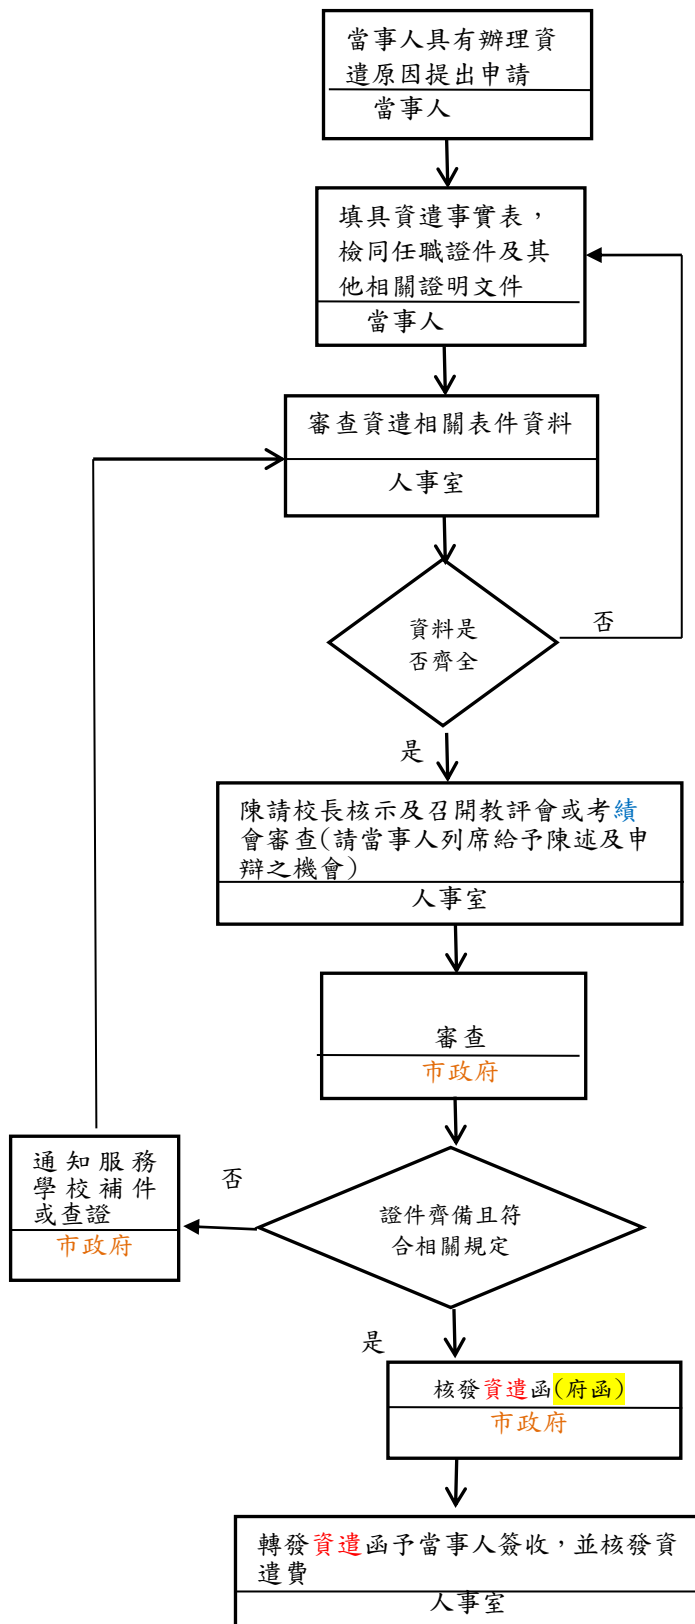 當事人具有辦理資
遣原因提出申請
當事人
填具資遣事實表，
檢同任職證件及其
他相關證明文件
當事人
審查資遣相關表件資料
人事室
資料是
否齊全
否
是
陳請校長核示及召開教評會或考績
會審查(請當事人列席給予陳述及申
辯之機會)
人事室
審查
市政府
通知服務
學校補件
或查證
市政府
否
證件齊備且符
合相關規定
是
核發資遣函(府函)
市政府
轉發資遣函予當事人簽收，並核發資
遣費
人事室